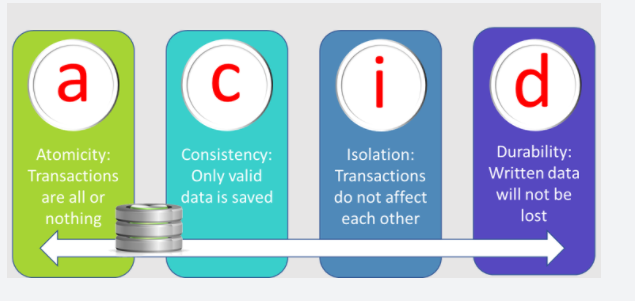 a
Atomicity:
Transactions
are all or
nothing
c
Consistency:
Only valid
data is saved
i
Isolation:
Transactions
do not affect
each other
d
Durability:
Written data
will not be
lost